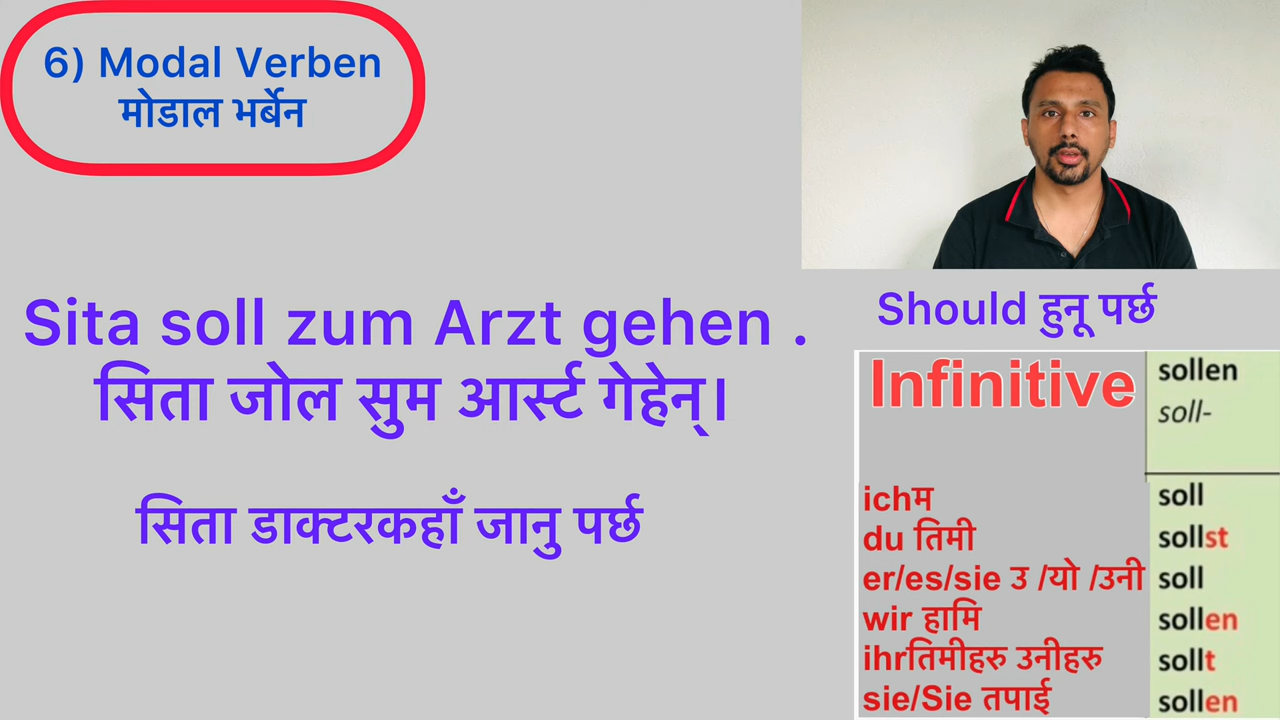 6) Modal Verben
मोडाल भर्बेन
Sita soll zum Arzt gehen .
सिता जोल सुम आर्स्ट गेहेन्।
सिता डाक्टरकहाँ जानु पर्छ
Should हुनू पर्छ
Infinitive sollen
soll-
ichम soll
du तिमी sollst
er/es/sie उ /यो /उनी soll
wir हामि sollen
ihrतिमीहरु उनीहरु sollt
sie/Sie तपाई sollen